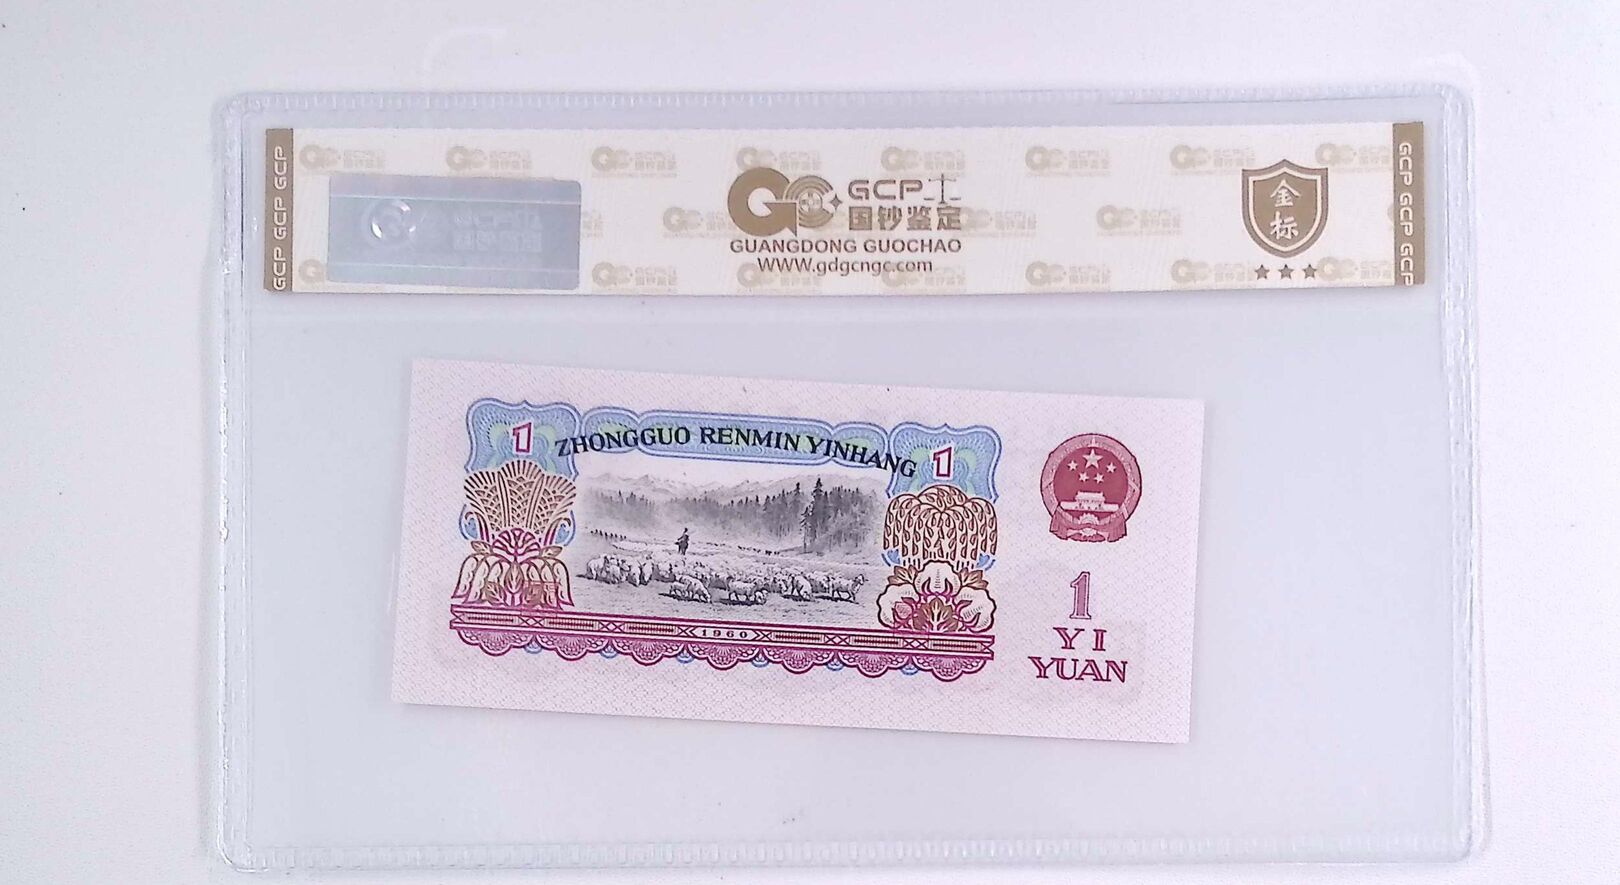 GCP GCP GCP
GCP
国钞鉴定
GUANGDONG GUOCHAO
WWW.gdgcngc.com
金
标
GCP GCP GCP
1
ZHONGGUO RENMIN YINHANG
1
1960
1
YI
YUAN